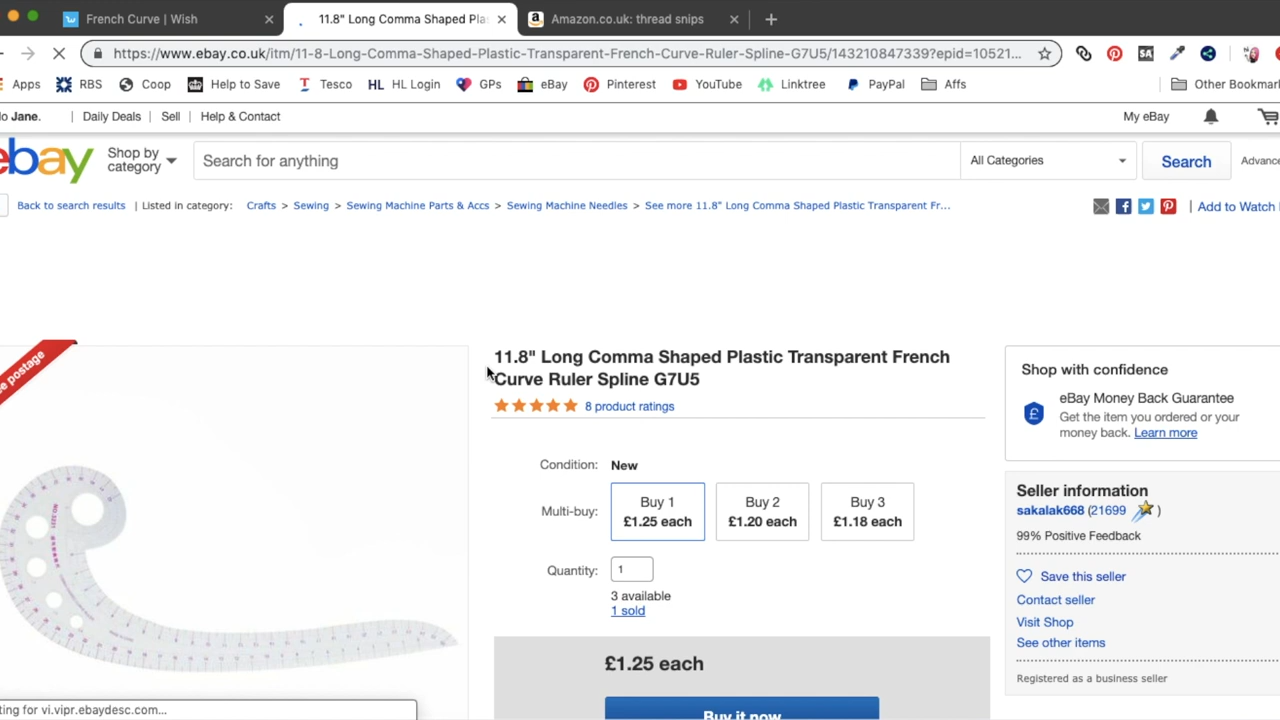 French Curve | Wish
11.8" Long Comma Shaped Pla
Amazon.co.uk: thread snips
https://www.ebay.co.uk/itm/11-8-Long-Comma-Shaped-Plastic-Transparent-French-Curve-Ruler-Spline-G7U5/143210847339?epid=10521...
Apps RBS Coop Help to Save Tesco HL HL Login GPs eBay Pinterest YouTube Linktree PayPal Affs Other Bookmar
lo Jane. | Daily Deals | Sell | Help & Contact My eBay
ebay Shop by category Search for anything All Categories Search Advance
Back to search results | Listed in category: Crafts > Sewing > Sewing Machine Parts & Accs > Sewing Machine Needles > See more 11.8" Long Comma Shaped Plastic Transparent Fr... | Add to Watch
ee postage
11.8" Long Comma Shaped Plastic Transparent French
Curve Ruler Spline G7U5
8 product ratings
Condition: New
Multi-buy:
Buy 1
£1.25 each
Buy 2
£1.20 each
Buy 3
£1.18 each
Quantity: 1
3 available
1 sold
£1.25 each
Buy it now
Shop with confidence
eBay Money Back Guarantee
Get the item you ordered or your
money back. Learn more
Seller information
sakalak668 (21699 )
99% Positive Feedback
Save this seller
Contact seller
Visit Shop
See other items
Registered as a business seller
ting for vi.vipr.ebaydesc.com...